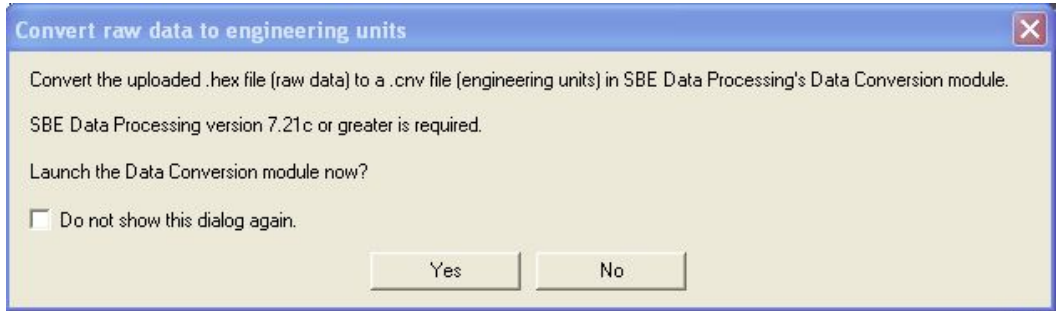 Convert raw data to engineering units
Convert the uploaded .hex file (raw data) to a .cnv file (engineering units) in SBE Data Processing's Data Conversion module.
SBE Data Processing version 7.21c or greater is required.
Launch the Data Conversion module now?
Do not show this dialog again.
Yes
No